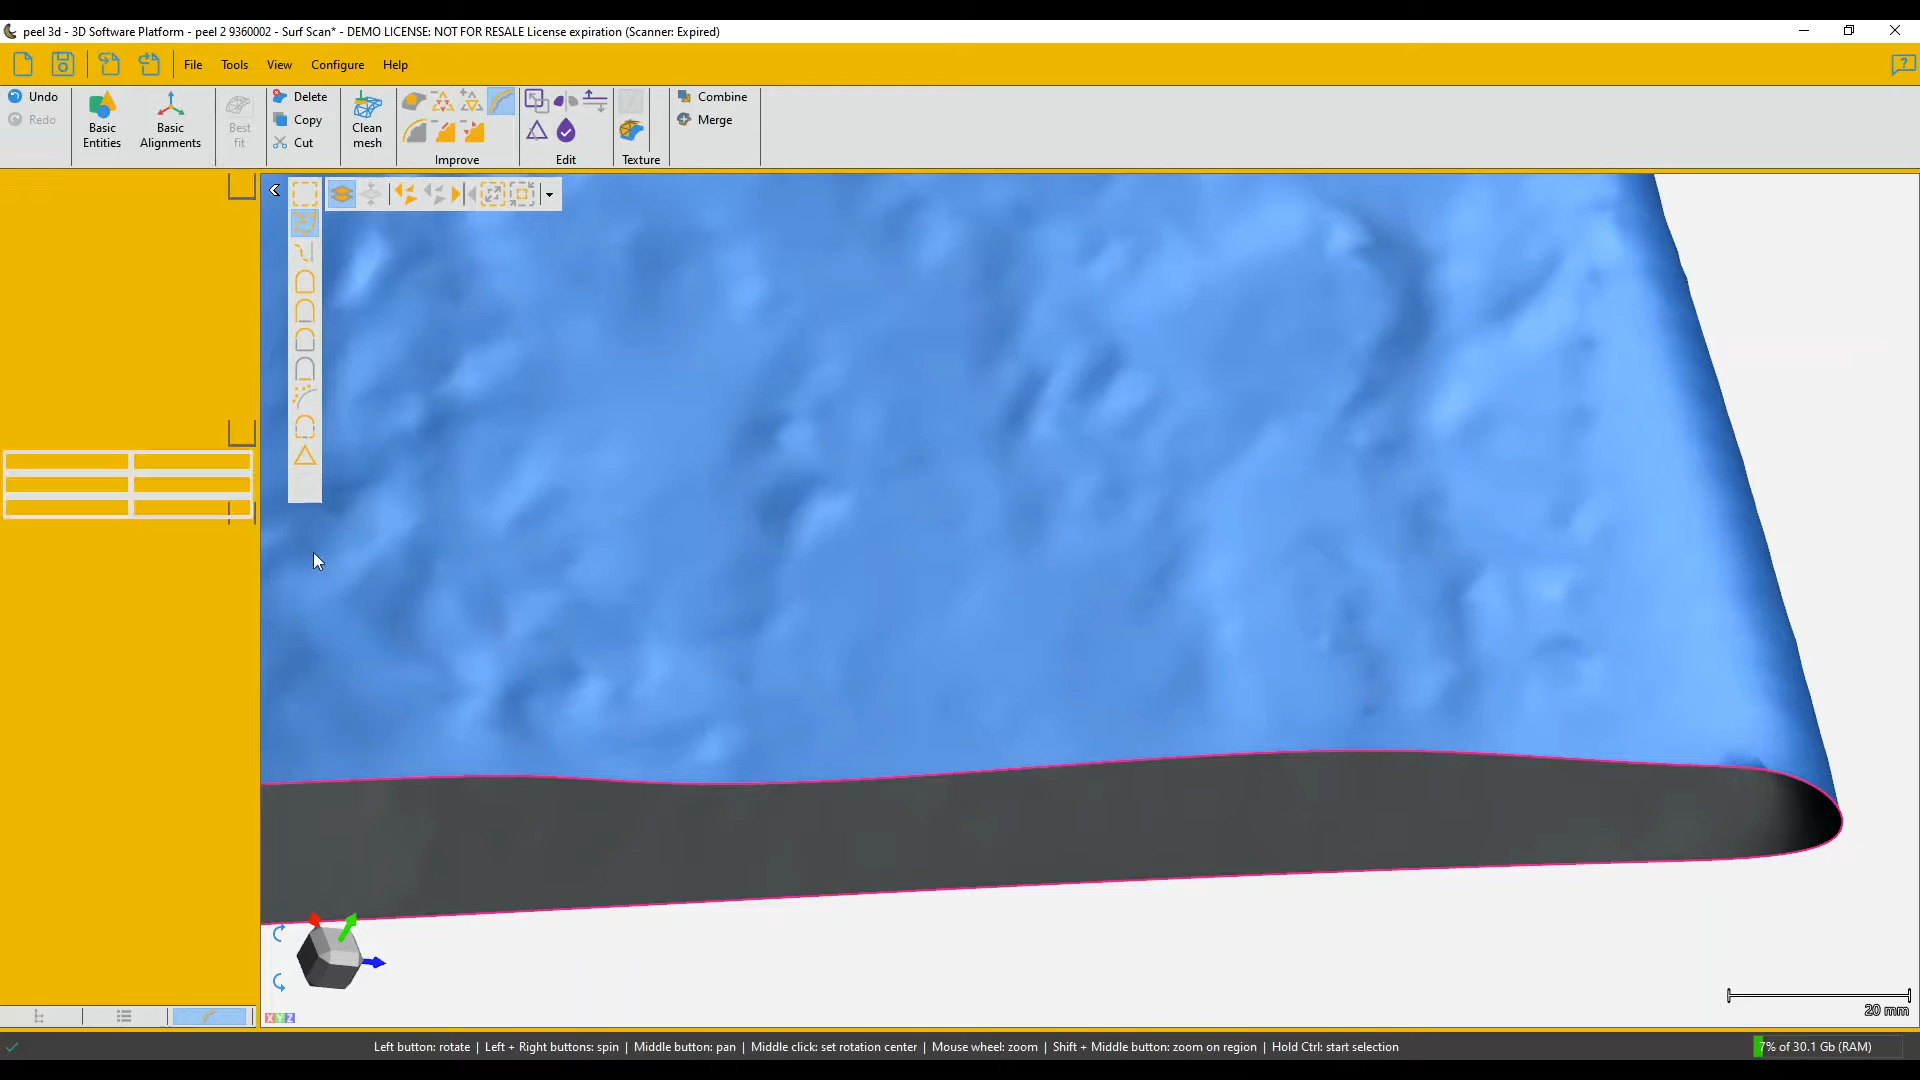 peel 3d - 3D Software Platform - peel 2 9360002 - Surf Scan* - DEMO LICENSE: NOT FOR RESALE License expiration (Scanner: Expired)
File Tools View Configure Help
Undo
Redo
Basic Entities
Basic Alignments
Best fit
Delete
Copy
Cut
Clean mesh
Improve
Edit
Texture
Combine
Merge
20 mm
XYZ
Left button: rotate | Left + Right buttons: spin | Middle button: pan | Middle click: set rotation center | Mouse wheel: zoom | Shift + Middle button: zoom on region | Hold Ctrl: start selection
7% of 30.1 Gb (RAM)